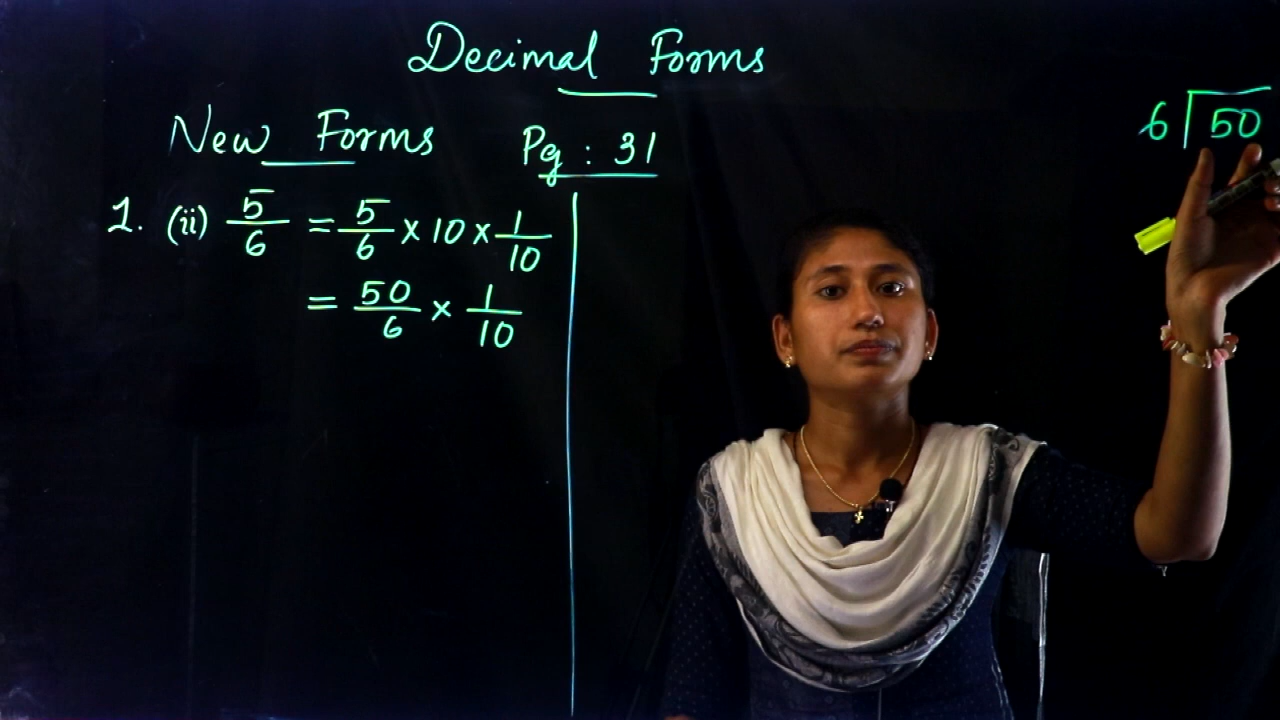 Decimal Forms
New Forms Pg : 31
1. (ii) 5/6 = 5/6 × 10 × 1/10
= 50/6 × 1/10
6 ) 50